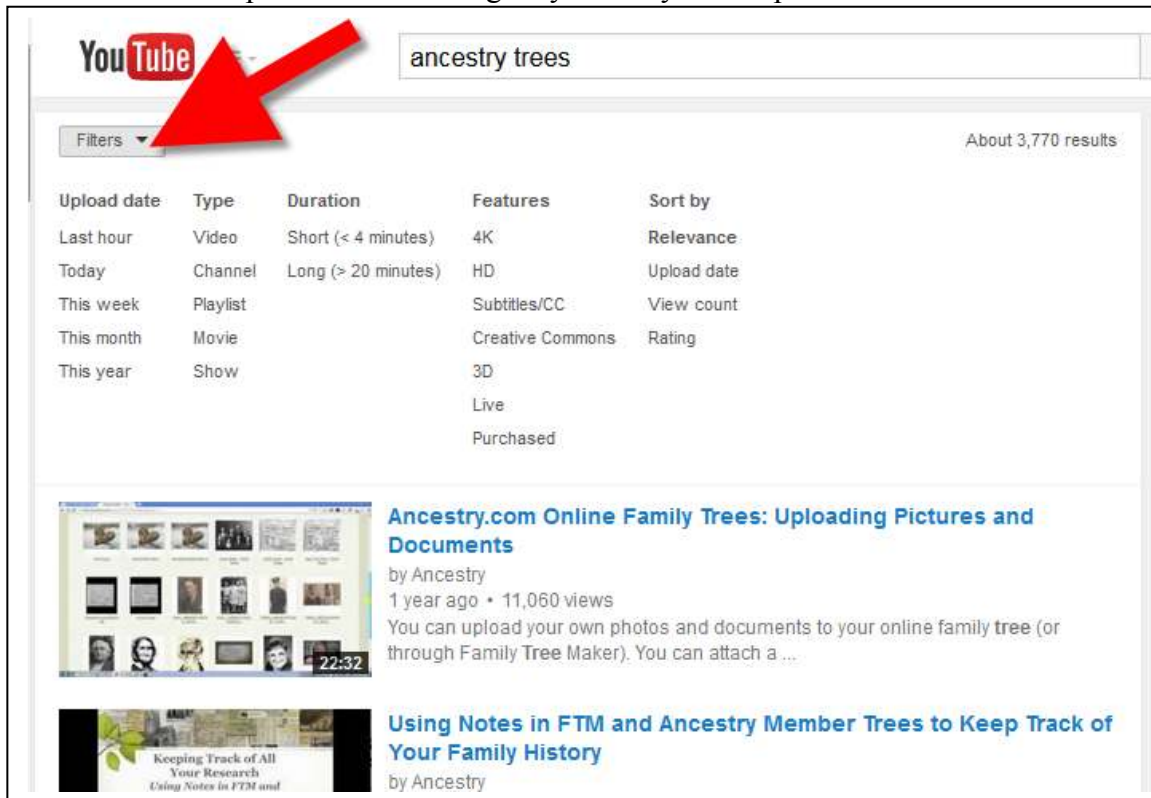 YouTube
ancestry trees
Filters
About 3,770 results
Upload date Type Duration Features Sort by
Last hour Video Short (< 4 minutes) 4K Relevance
Today Channel Long (> 20 minutes) HD Upload date
This week Playlist Subtitles/CC View count
This month Movie Creative Commons Rating
This year Show 3D
Live
Purchased
Ancestry.com Online Family Trees: Uploading Pictures and
Documents
by Ancestry
1 year ago • 11,060 views
You can upload your own photos and documents to your online family tree (or
through Family Tree Maker). You can attach a ...
22:32
Using Notes in FTM and Ancestry Member Trees to Keep Track of
Your Family History
by Ancestry
Keeping Track of All
Your Research
Using Notes in FTM and